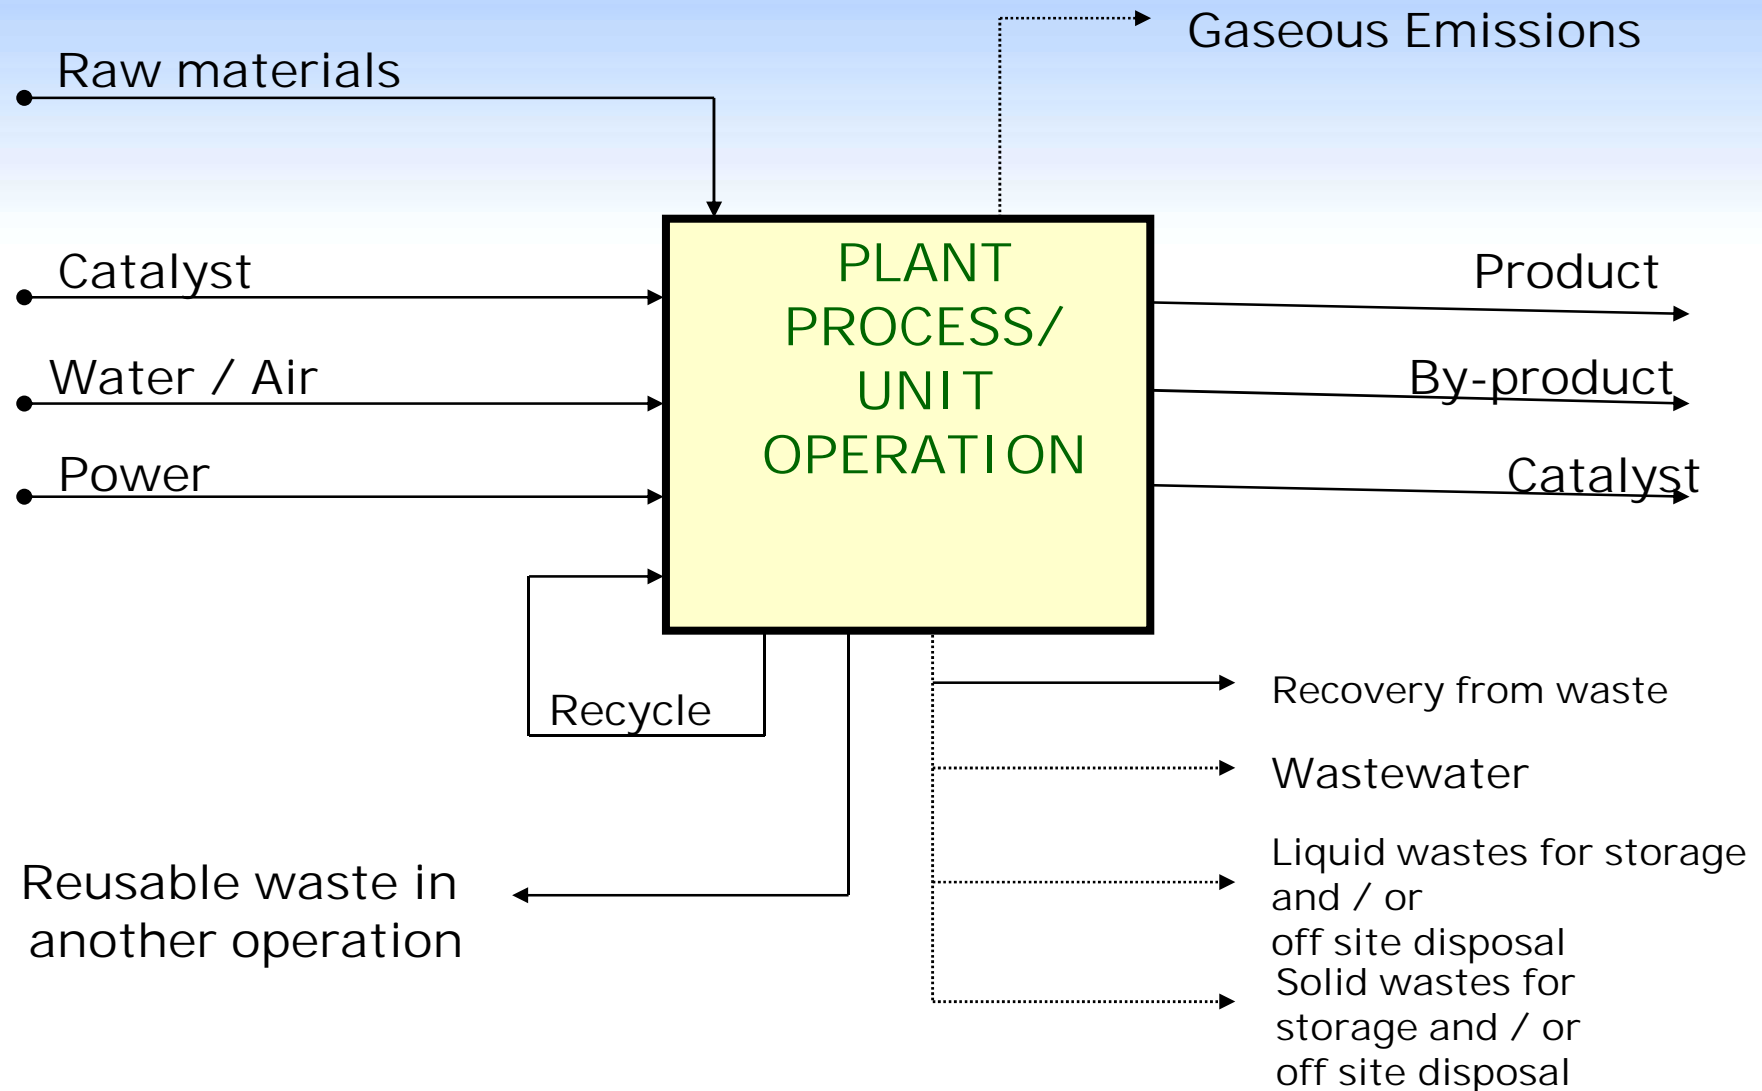 Gaseous Emissions
Raw materials
Catalyst
Water / Air
Power
PLANT
PROCESS/
UNIT
OPERATION
Product
By-product
Catalyst
Recycle
Reusable waste in
another operation
Recovery from waste
Wastewater
Liquid wastes for storage
and / or
off site disposal
Solid wastes for
storage and / or
off site disposal